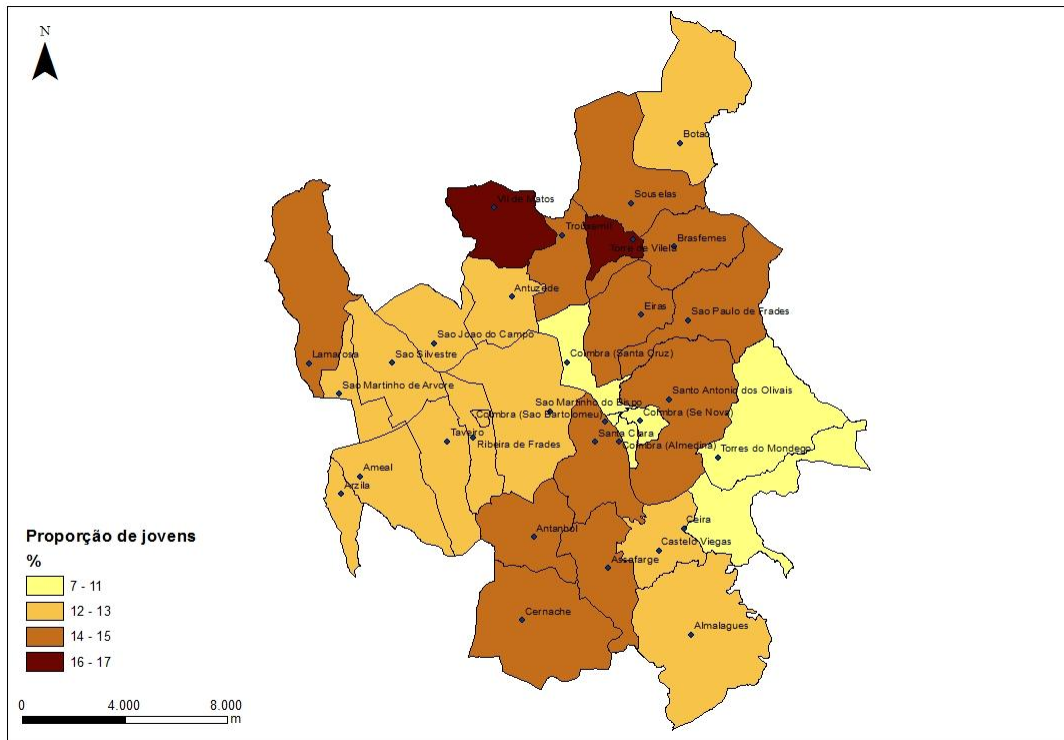 N
Botao
Souselas
Vil de Matos
Trouxemil
Torre de Vilela
Brasfemes
Antuzede
Eiras
Sao Paulo de Frades
Sao Joao do Campo
Lamarosa
Sao Silvestre
Coimbra (Santa Cruz)
Sao Martinho de Arvore
Santo Antonio dos Olivais
Sao Martinho do Bispo
Coimbra (Sao Bartolomeu)
Coimbra (Se Nova)
Taveiro
Ribeira de Frades
Santa Clara
Coimbra (Almedina)
Torres do Mondego
Ameal
Arzila
Ceira
Antanhol
Castelo Viegas
Assafarge
Cernache
Almalagues
Proporção de jovens
%
7 - 11
12 - 13
14 - 15
16 - 17
0 4.000 8.000
m